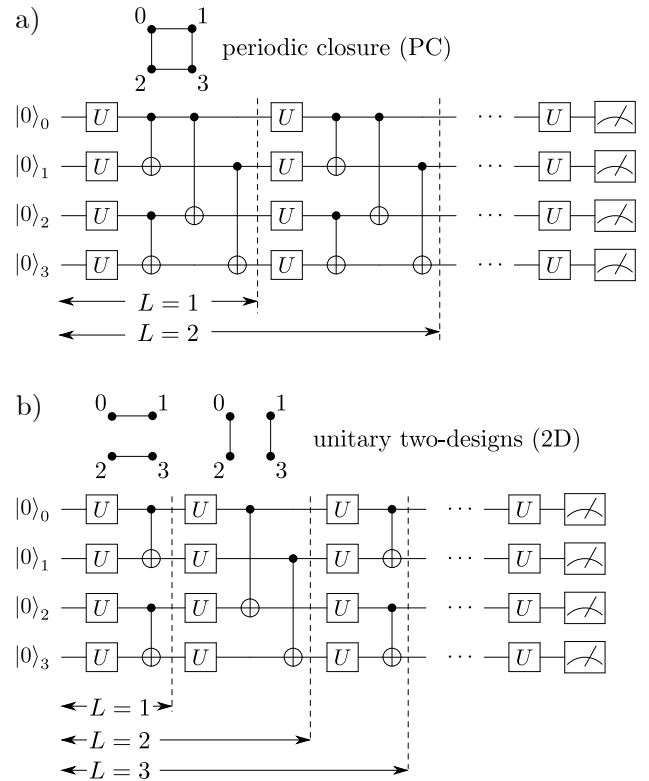 a)
0 1
periodic closure (PC)
2 3
|0⟩₀ U U ··· U
|0⟩₁ U U ··· U
|0⟩₂ U U ··· U
|0⟩₃ U U ··· U
L = 1
L = 2
b)
0 1 0 1
unitary two-designs (2D)
2 3 2 3
|0⟩₀ U U U ··· U
|0⟩₁ U U U ··· U
|0⟩₂ U U U ··· U
|0⟩₃ U U U ··· U
L = 1
L = 2
L = 3